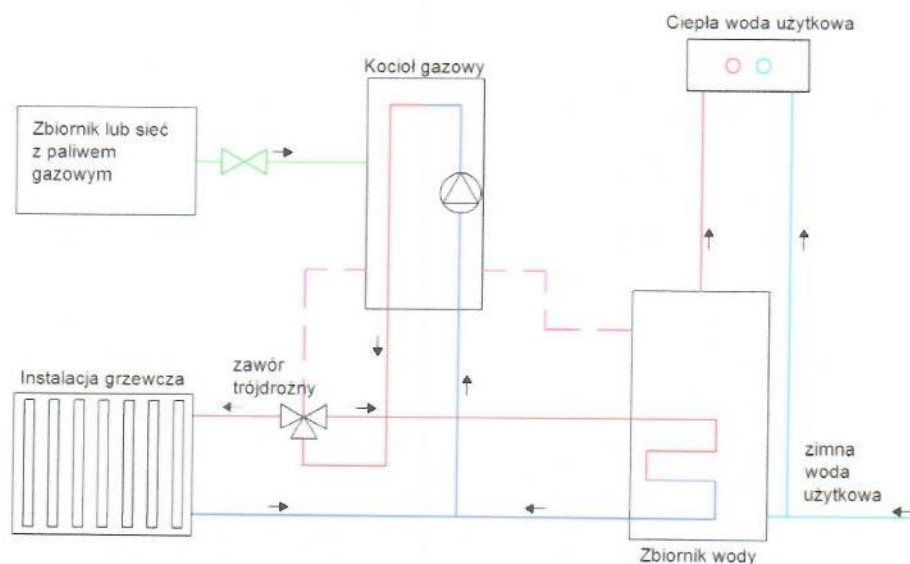 Ciepła woda użytkowa
Kocioł gazowy
Zbiornik lub sieć
z paliwem
gazowym
zawór
trójdrożny
Instalacja grzewcza
zimna
woda
użytkowa
Zbiornik wody